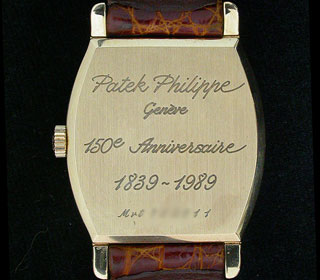 Patek Philippe
Genève
150e Anniversaire
1839~1989